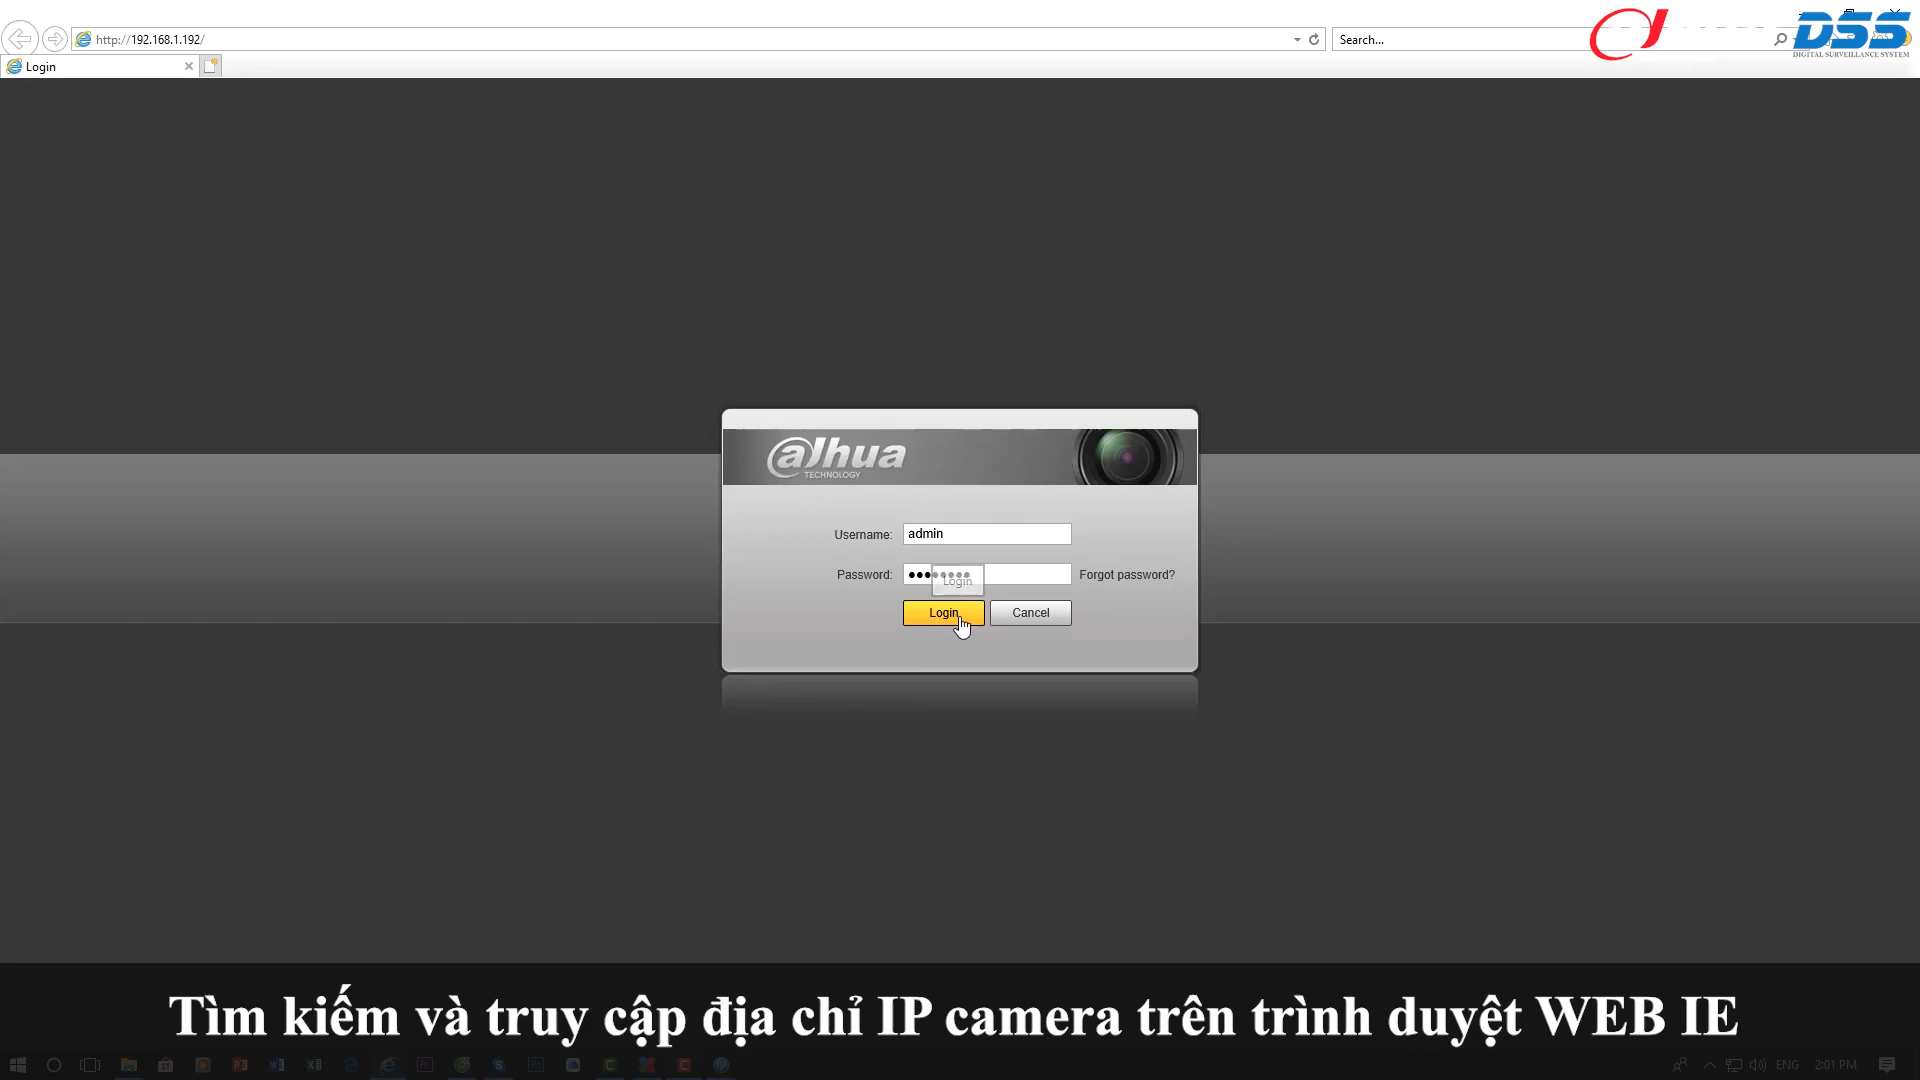 http://192.168.1.192/
Search...
DSS
DIGITAL SURVEILLANCE SYSTEM
Login
alhua
TECHNOLOGY
Username: admin
Password: Forgot password?
Login
Login Cancel
Tìm kiếm và truy cập địa chỉ IP camera trên trình duyệt WEB IE
ENG 2:01 PM